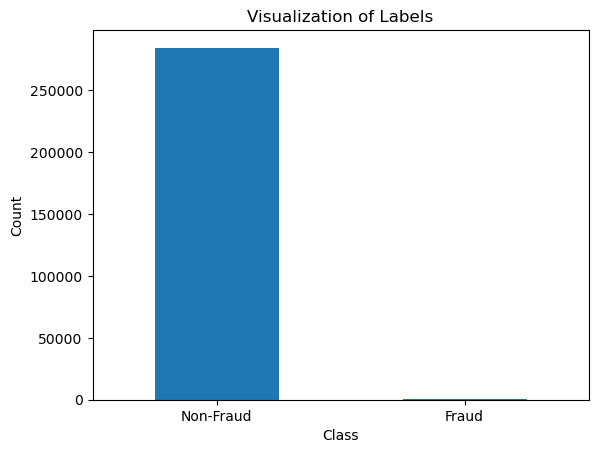 Visualization of Labels
250000
200000
150000
100000
50000
0
Count
Non-Fraud
Fraud
Class